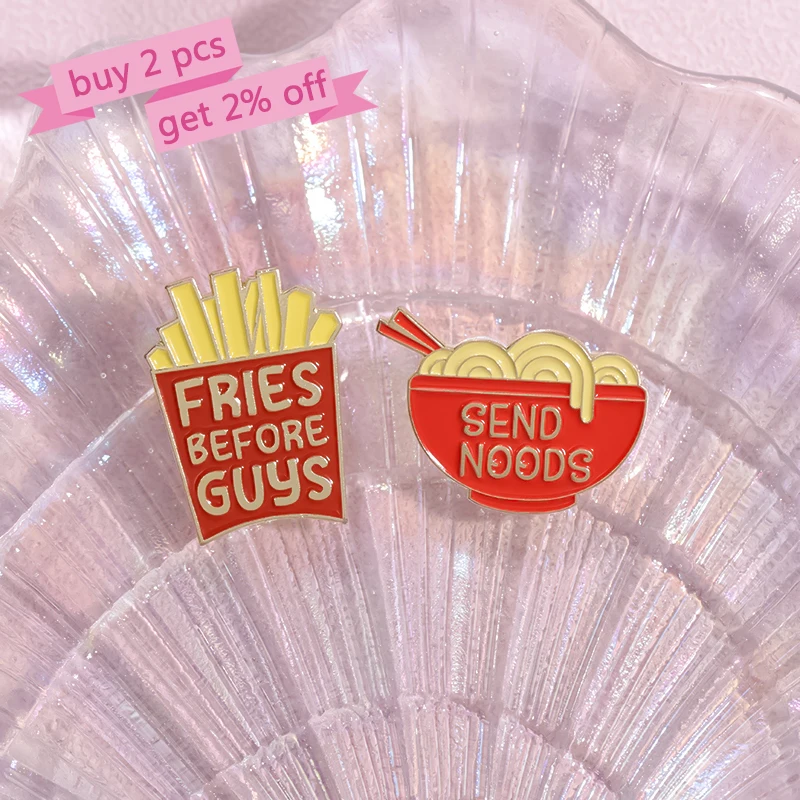 buy 2 pcs
get 2% off
FRIES
BEFORE
GUYS
SEND
NOODS